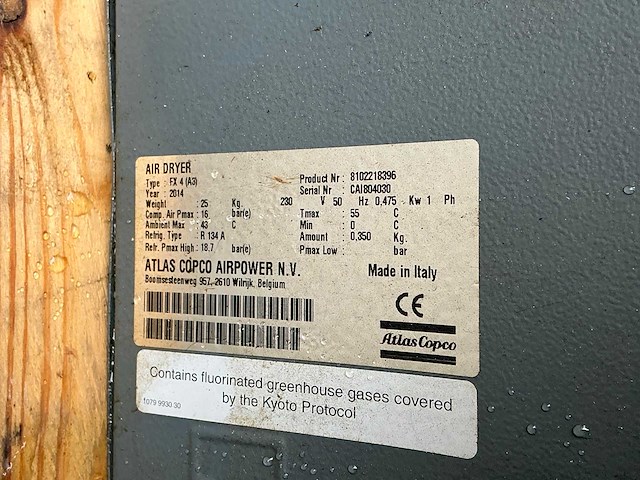 AIR DRYER
Type : FX 4 (A3) Product Nr : 8102218396
Year : 2014 Serial Nr : CAI804030
Weight : 25 Kg. 230 V 50 Hz 0,475 Kw 1 Ph
Comp. Air Pmax : 16 bar(e) Tmax : 55 C
Ambient Max : 43 C Min : 0 C
Refrig. Type : R 134 A Amount : 0,350 Kg.
Refr. Pmax High : 18,7 bar(e) Pmax Low : bar
ATLAS COPCO AIRPOWER N.V. Made in Italy
Boomsesteenweg 957, 2610 Wilrijk, Belgium
CE
Atlas Copco
Contains fluorinated greenhouse gases covered
by the Kyoto Protocol
1079 9930 30